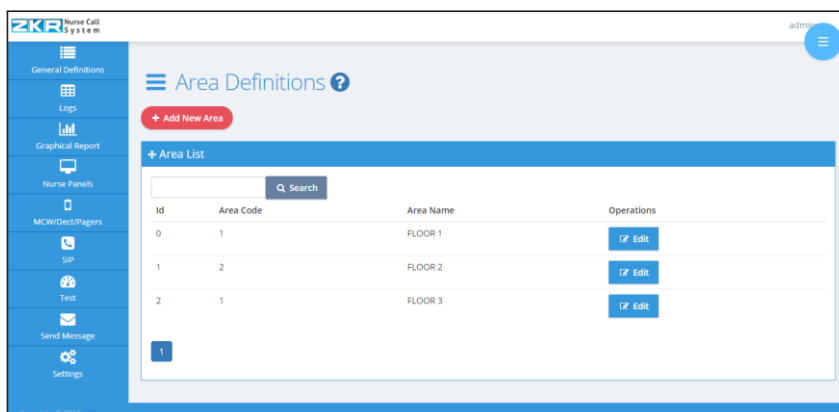 ZKR Nurse Call
System
admin
General Definitions
Logs
Graphical Report
Nurse Panels
MCW/Dect/Pagers
SIP
Test
Send Message
Settings
Area Definitions ?
+ Add New Area
+ Area List
Search
Id Area Code Area Name Operations
0 1 FLOOR 1 Edit
1 2 FLOOR 2 Edit
2 1 FLOOR 3 Edit
1